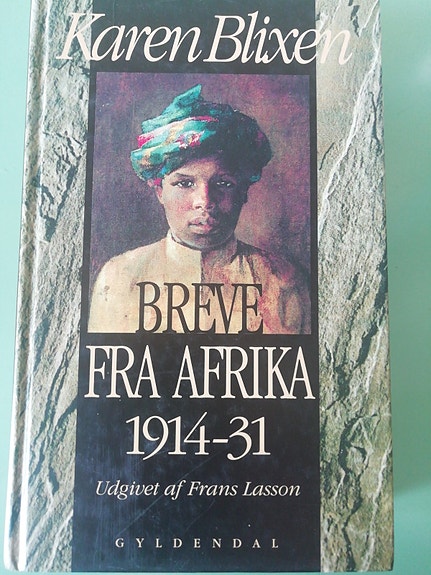 Karen Blixen
BREVE
FRA AFRIKA
1914-31
Udgivet af Frans Lasson
GYLDENDAL